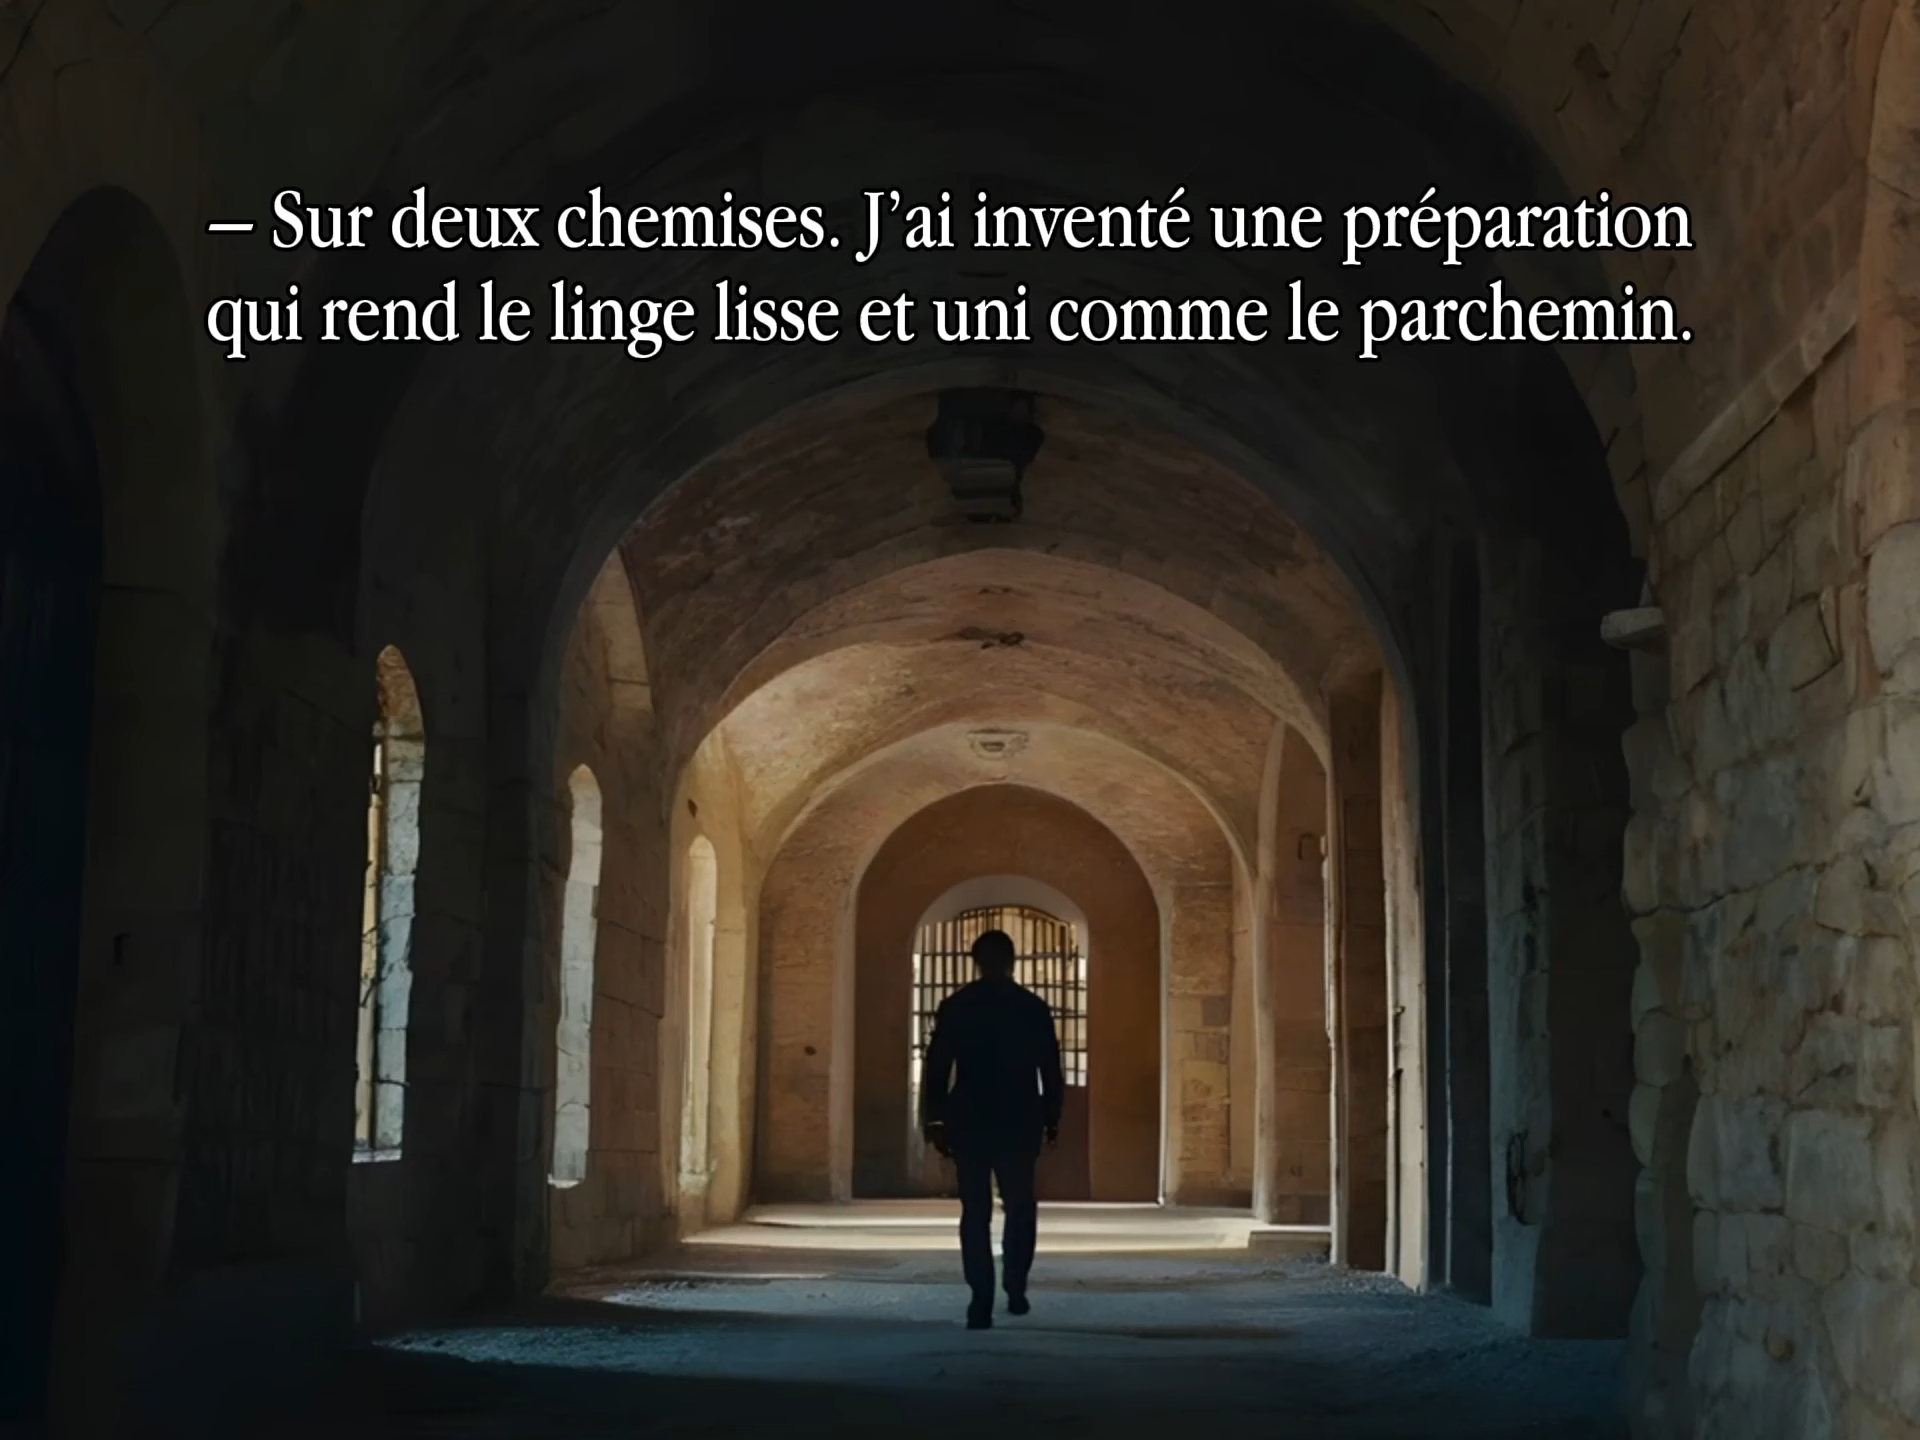 – Sur deux chemises. J’ai inventé une préparation
qui rend le linge lisse et uni comme le parchemin.